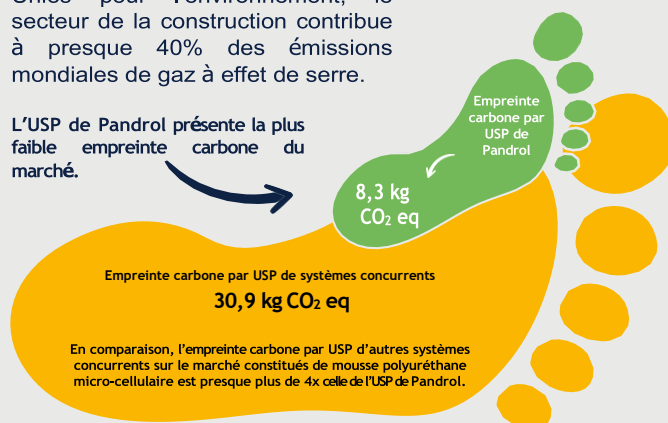 Unies pour l'environnement, le
secteur de la construction contribue
à presque 40% des émissions
mondiales de gaz à effet de serre.
L'USP de Pandrol présente la plus
faible empreinte carbone du
marché.
Empreinte
carbone par
USP de
Pandrol
8,3 kg
CO₂ eq
Empreinte carbone par USP de systèmes concurrents
30,9 kg CO₂ eq
En comparaison, l'empreinte carbone par USP d'autres systèmes
concurrents sur le marché constitués de mousse polyuréthane
micro-cellulaire est presque plus de 4x celle de l'USP de Pandrol.